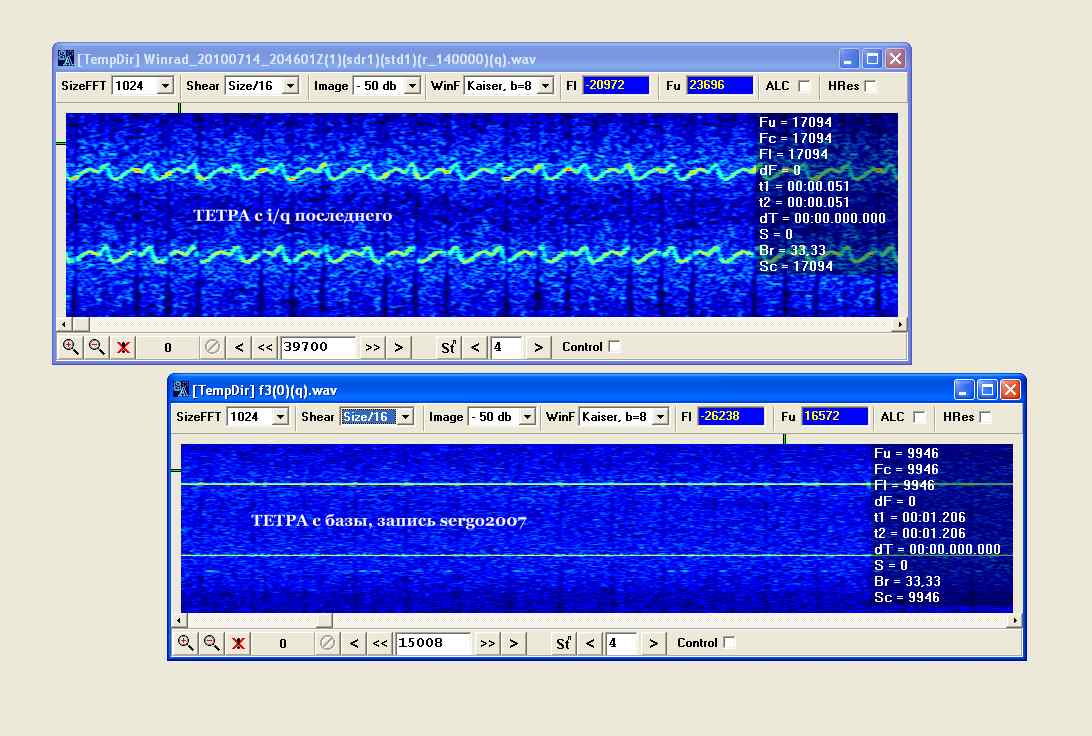 [TempDir] Winrad_20100714_204601Z(1)(sdr1)(std1)(r_140000)(q).wav
SizeFFT 1024 Shear Size/16 Image - 50 db WinF Kaiser, b=8 Fl -20972 Fu 23696 ALC HRes
Fu = 17094
Fc = 17094
Fl = 17094
dF = 0
t1 = 00:00.051
t2 = 00:00.051
dT = 00:00.000.000
S = 0
Br = 33,33
Sc = 17094
ТЕТРА с i/q последнего
0 < << 39700 >> > St < 4 > Control
[TempDir] f3(0)(q).wav
SizeFFT 1024 Shear Size/16 Image - 50 db WinF Kaiser, b=8 Fl -26238 Fu 16572 ALC HRes
Fu = 9946
Fc = 9946
Fl = 9946
dF = 0
t1 = 00:01.206
t2 = 00:01.206
dT = 00:00.000.000
S = 0
Br = 33,33
Sc = 9946
ТЕТРА с базы, запись sergo2007
0 < << 15008 >> > St < 4 > Control